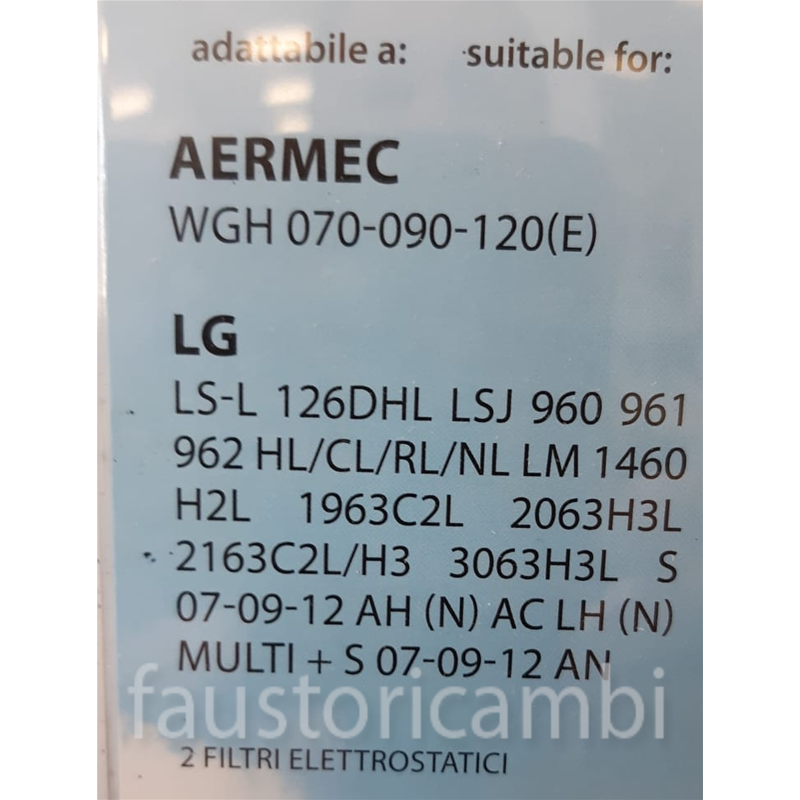 adattabile a: suitable for:
AERMEC
WGH 070-090-120(E)
LG
LS-L 126DHL LSJ 960 961
962 HL/CL/RL/NL LM 1460
H2L 1963C2L 2063H3L
2163C2L/H3 3063H3L S
07-09-12 AH (N) AC LH (N)
MULTI + S 07-09-12 AN
faustoricambi
2 FILTRI ELETTROSTATICI